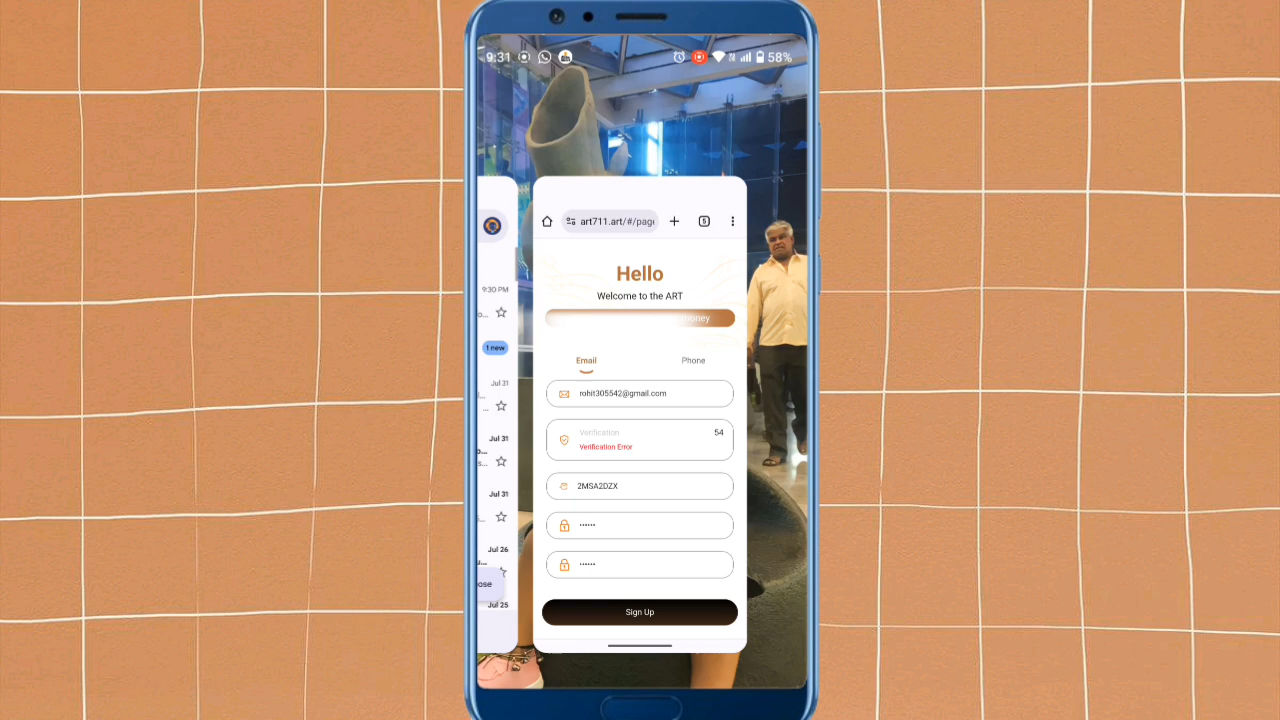 9:31
58%
art711.art/#/page
5
Hello
Welcome to the ART
money
Email
Phone
rohit305542@gmail.com
Verification
54
Verification Error
2MSA2DZX
••••••
••••••
Sign Up
9:30 PM
o...
1 new
Jul 31
...
Jul 31
s...
Jul 31
Jul 26
ose
Jul 25